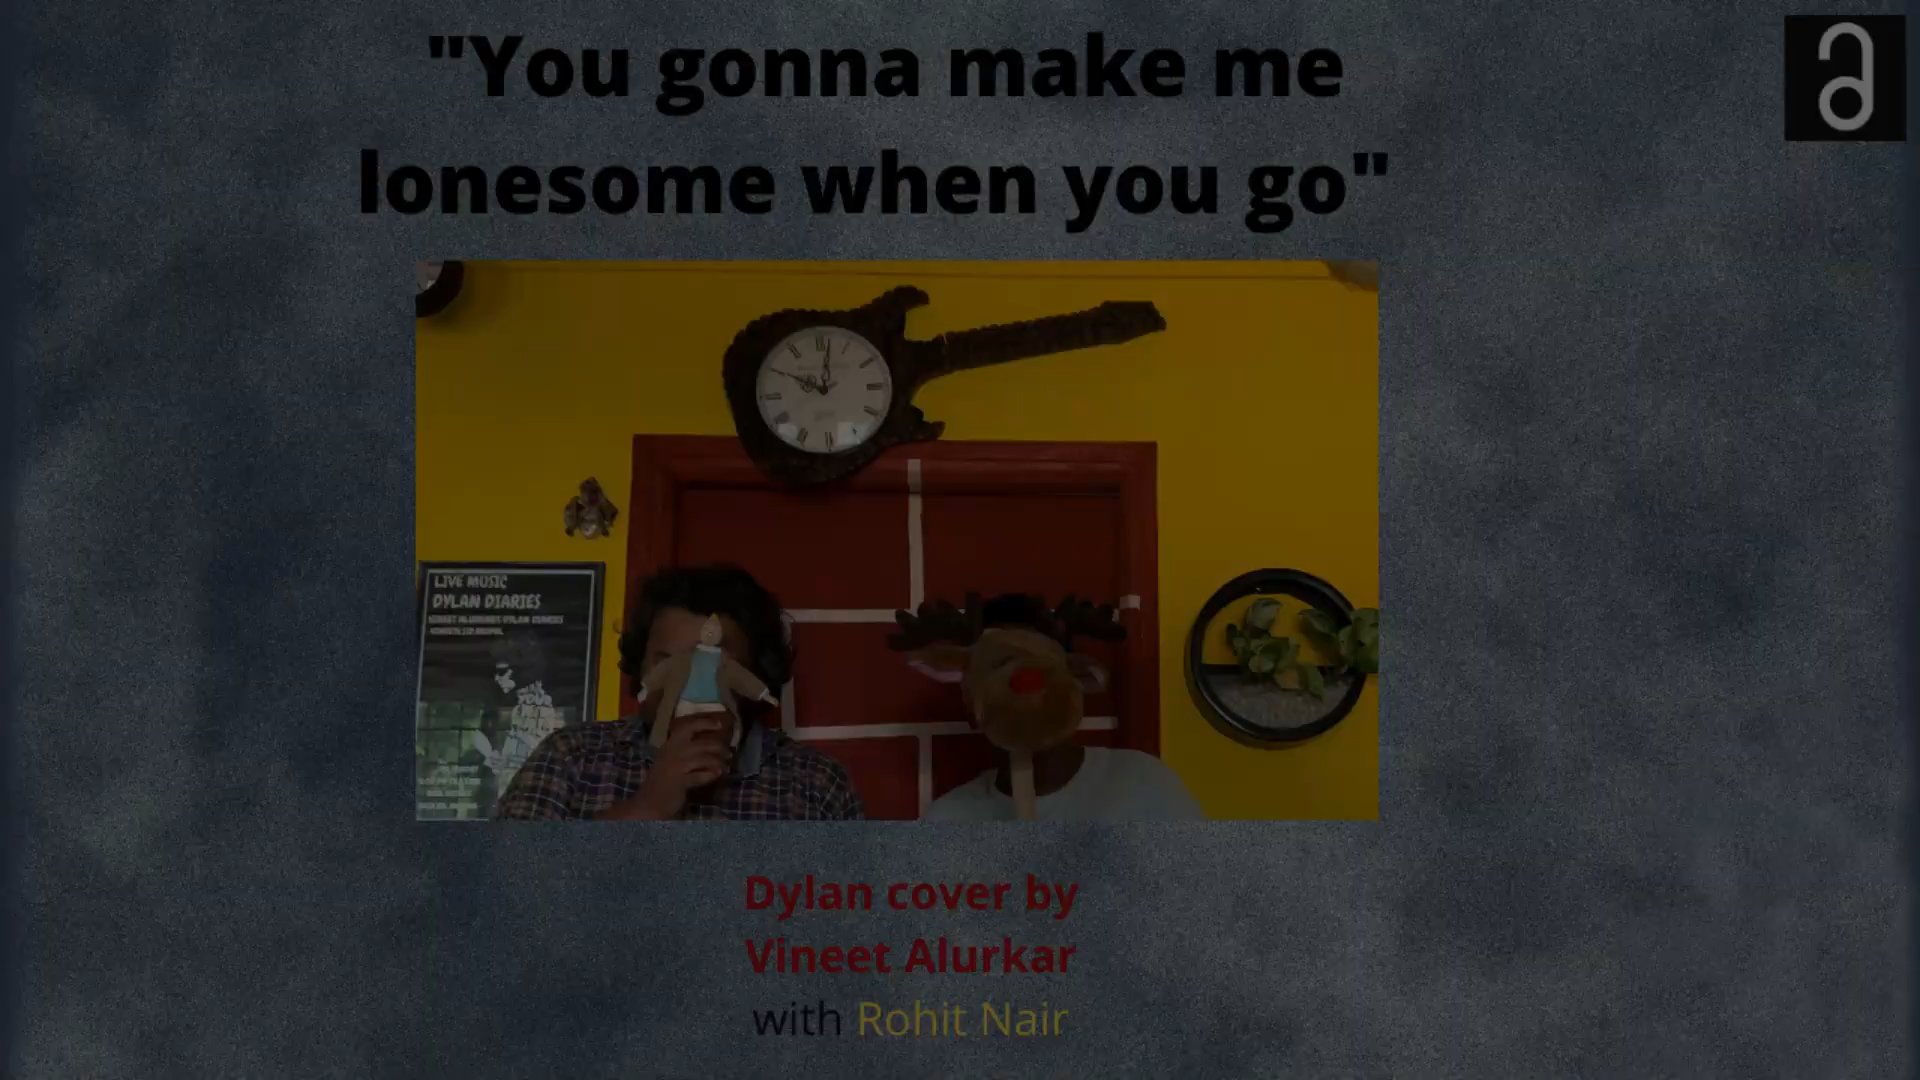 "You gonna make me
lonesome when you go"
LIVE MUSIC
DYLAN DIARIES
Dylan cover by
Vineet Alurkar
with Rohit Nair